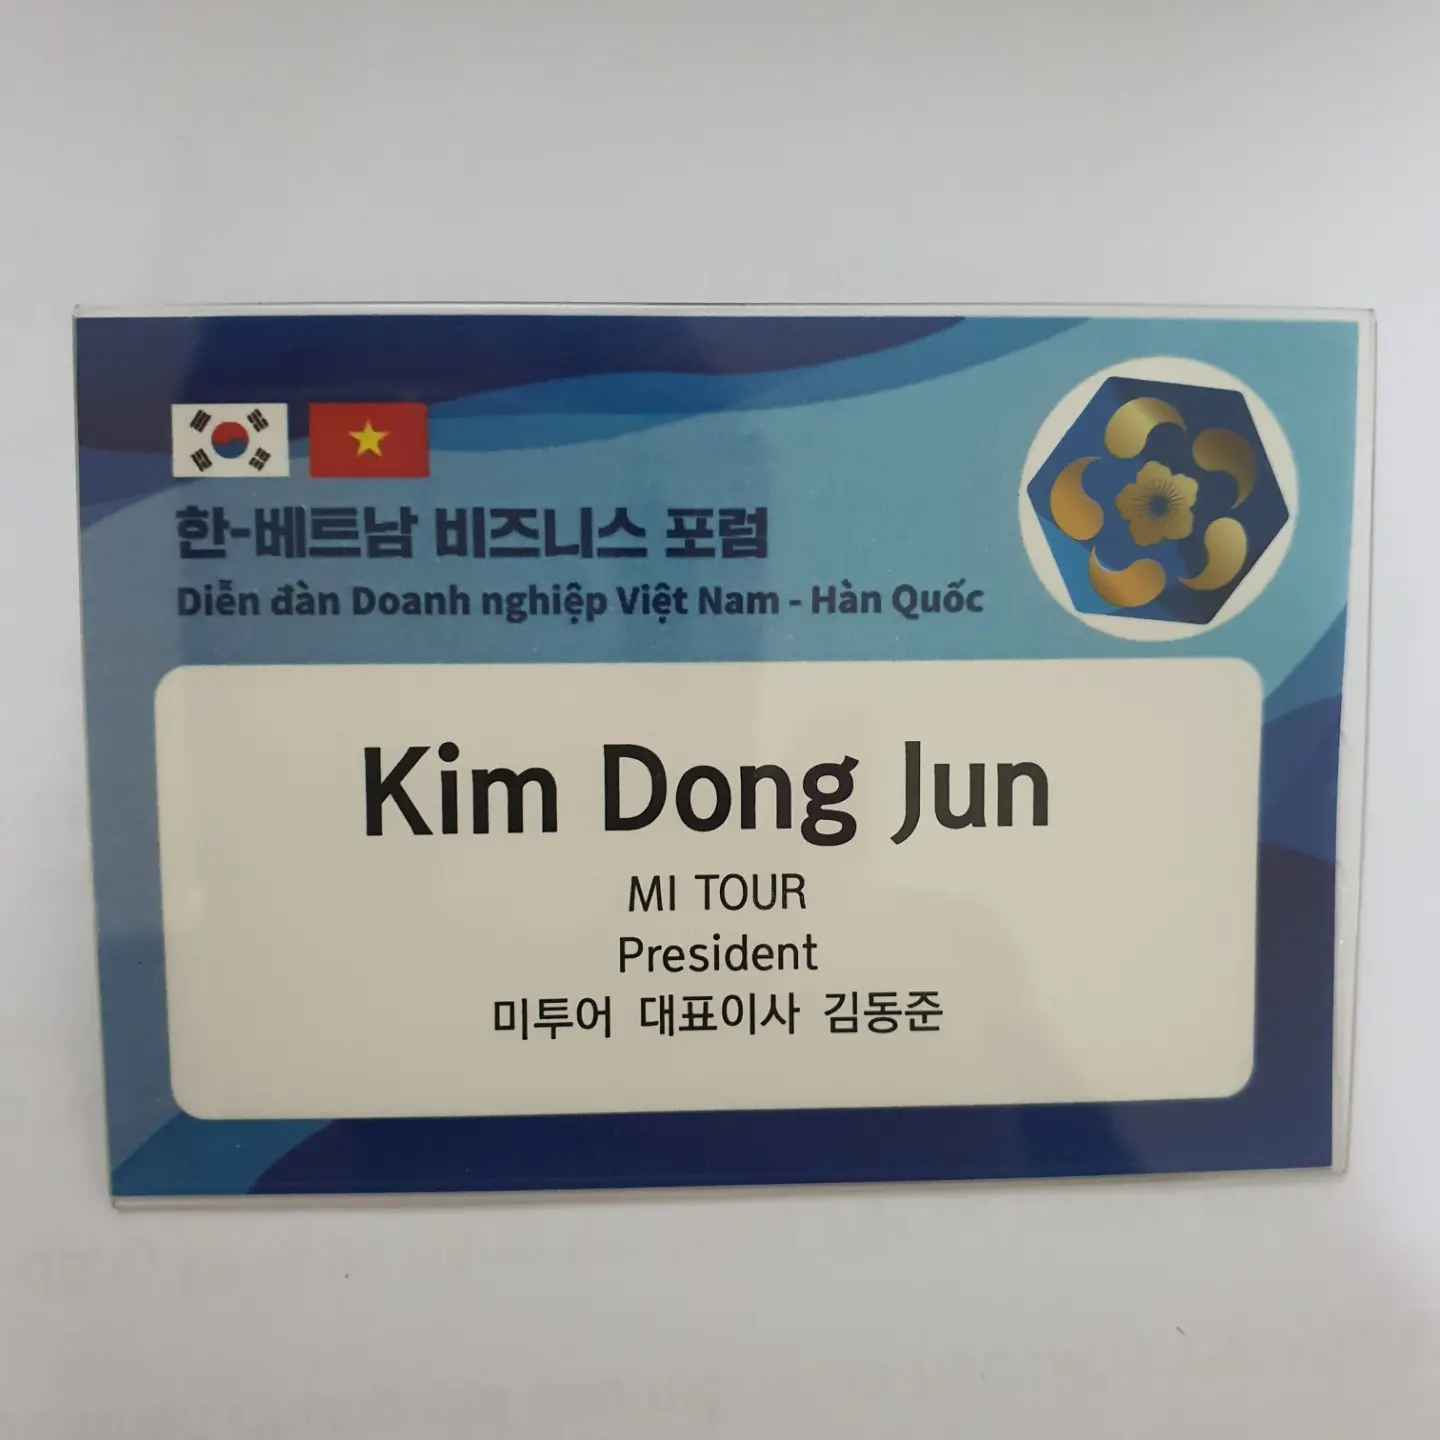 한-베트남 비즈니스 포럼
Diễn đàn Doanh nghiệp Việt Nam - Hàn Quốc
Kim Dong Jun
MI TOUR
President
미투어 대표이사 김동준